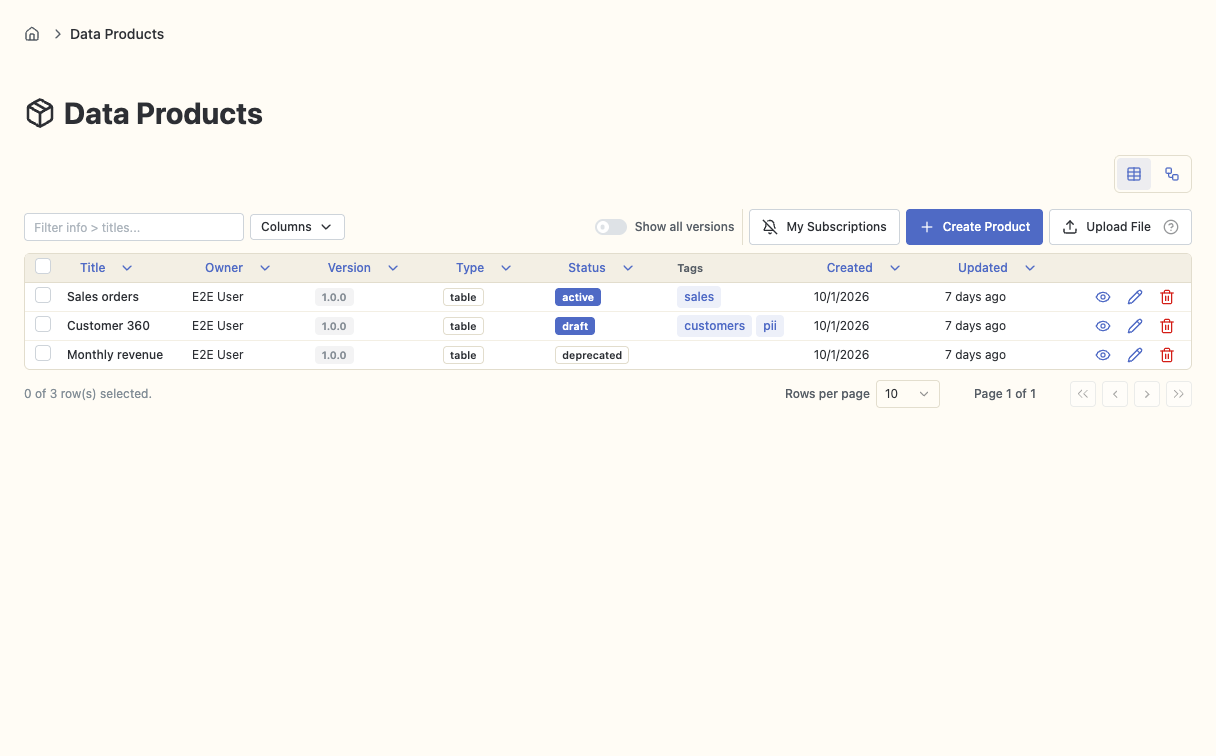 Data Products
Data Products
Filter info > titles...
Columns
Show all versions
My Subscriptions
Create Product
Upload File
Title Owner Version Type Status Tags Created Updated
Sales orders E2E User 1.0.0 table active sales 10/1/2026 7 days ago
Customer 360 E2E User 1.0.0 table draft customers pii 10/1/2026 7 days ago
Monthly revenue E2E User 1.0.0 table deprecated 10/1/2026 7 days ago
0 of 3 row(s) selected. Rows per page 10 Page 1 of 1